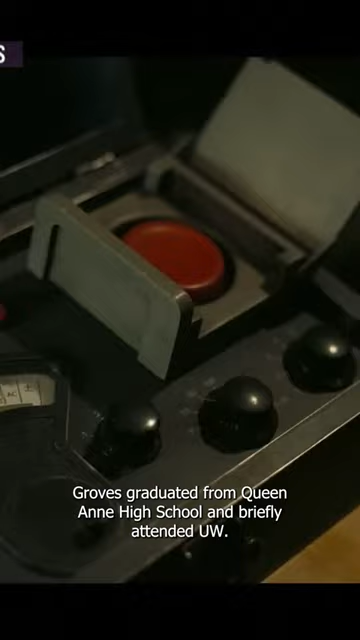 S
Groves graduated from Queen
Anne High School and briefly
attended UW.